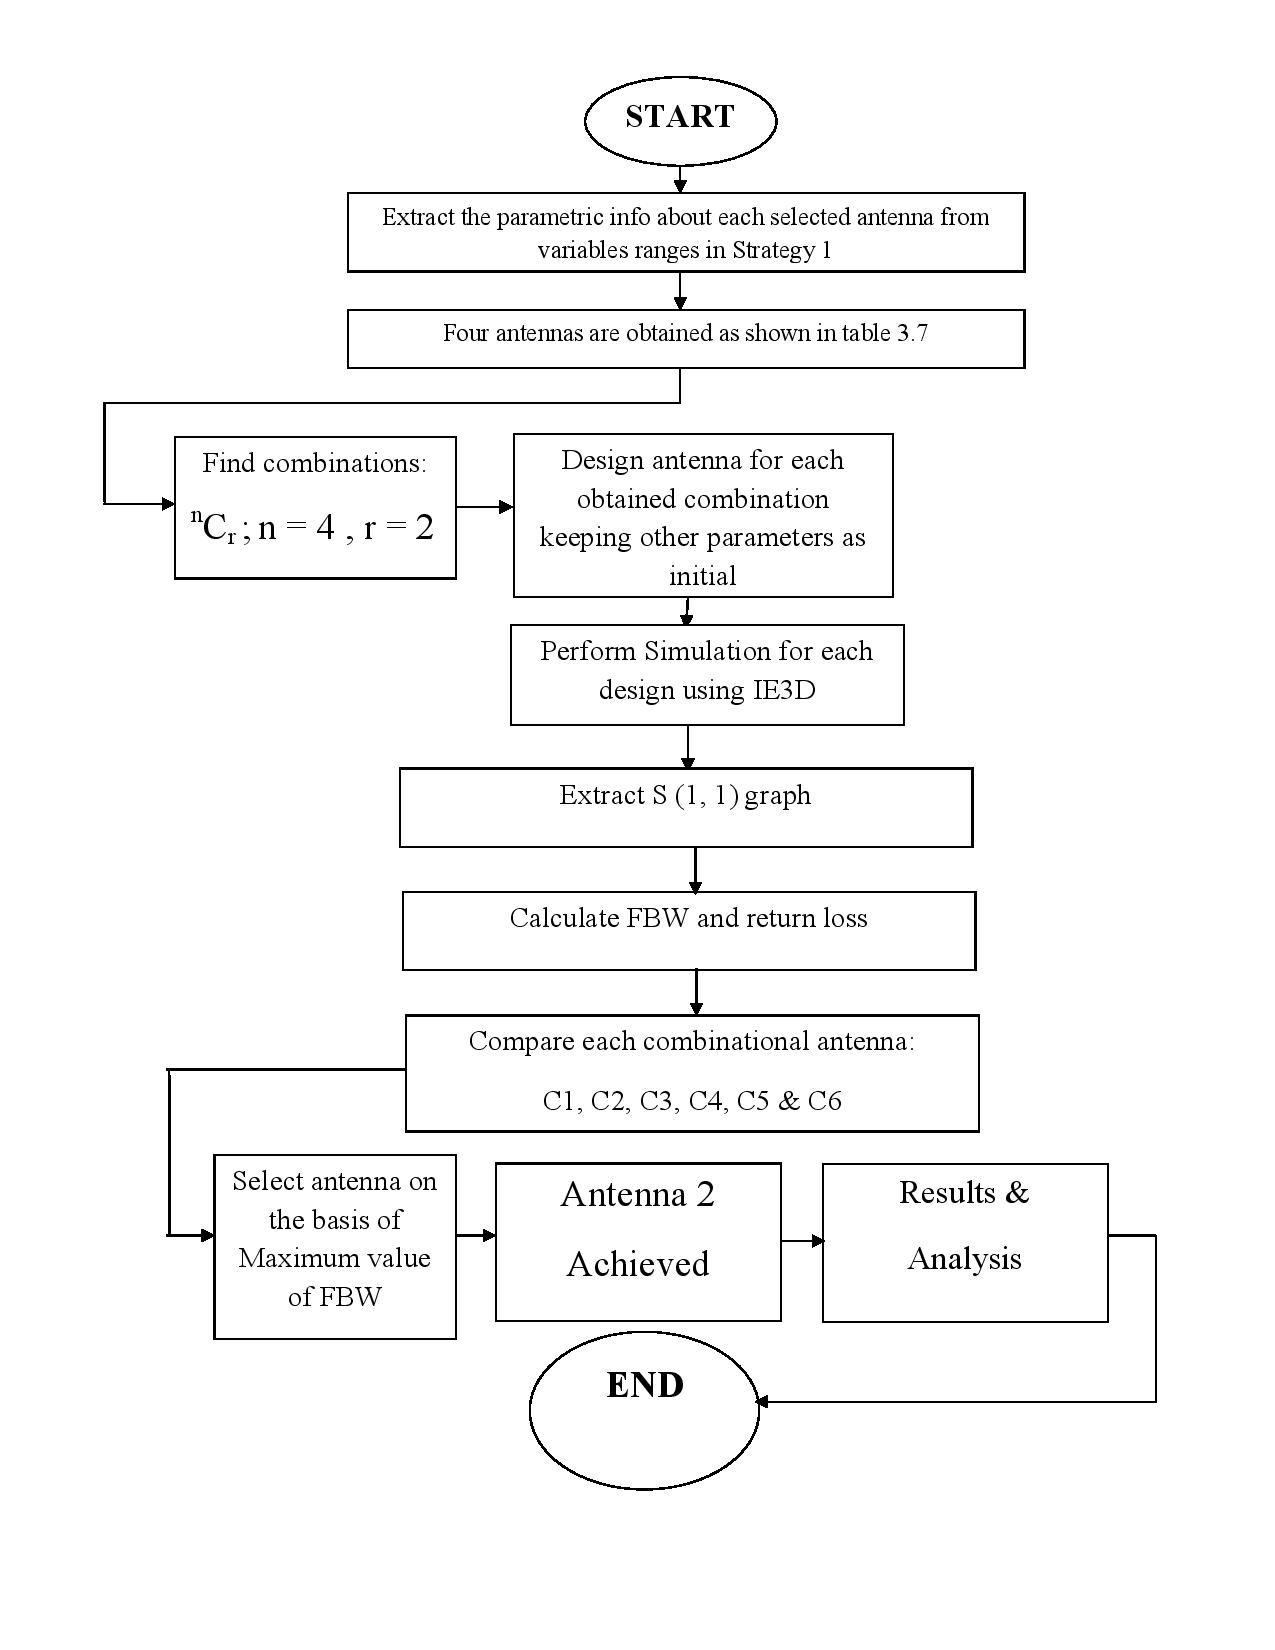 START
Extract the parametric info about each selected antenna from
variables ranges in Strategy 1
Four antennas are obtained as shown in table 3.7
Find combinations:
ⁿCᵣ ; n = 4 , r = 2
Design antenna for each
obtained combination
keeping other parameters as
initial
Perform Simulation for each
design using IE3D
Extract S (1, 1) graph
Calculate FBW and return loss
Compare each combinational antenna:
C1, C2, C3, C4, C5 & C6
Select antenna on
the basis of
Maximum value
of FBW
Antenna 2
Achieved
Results &
Analysis
END